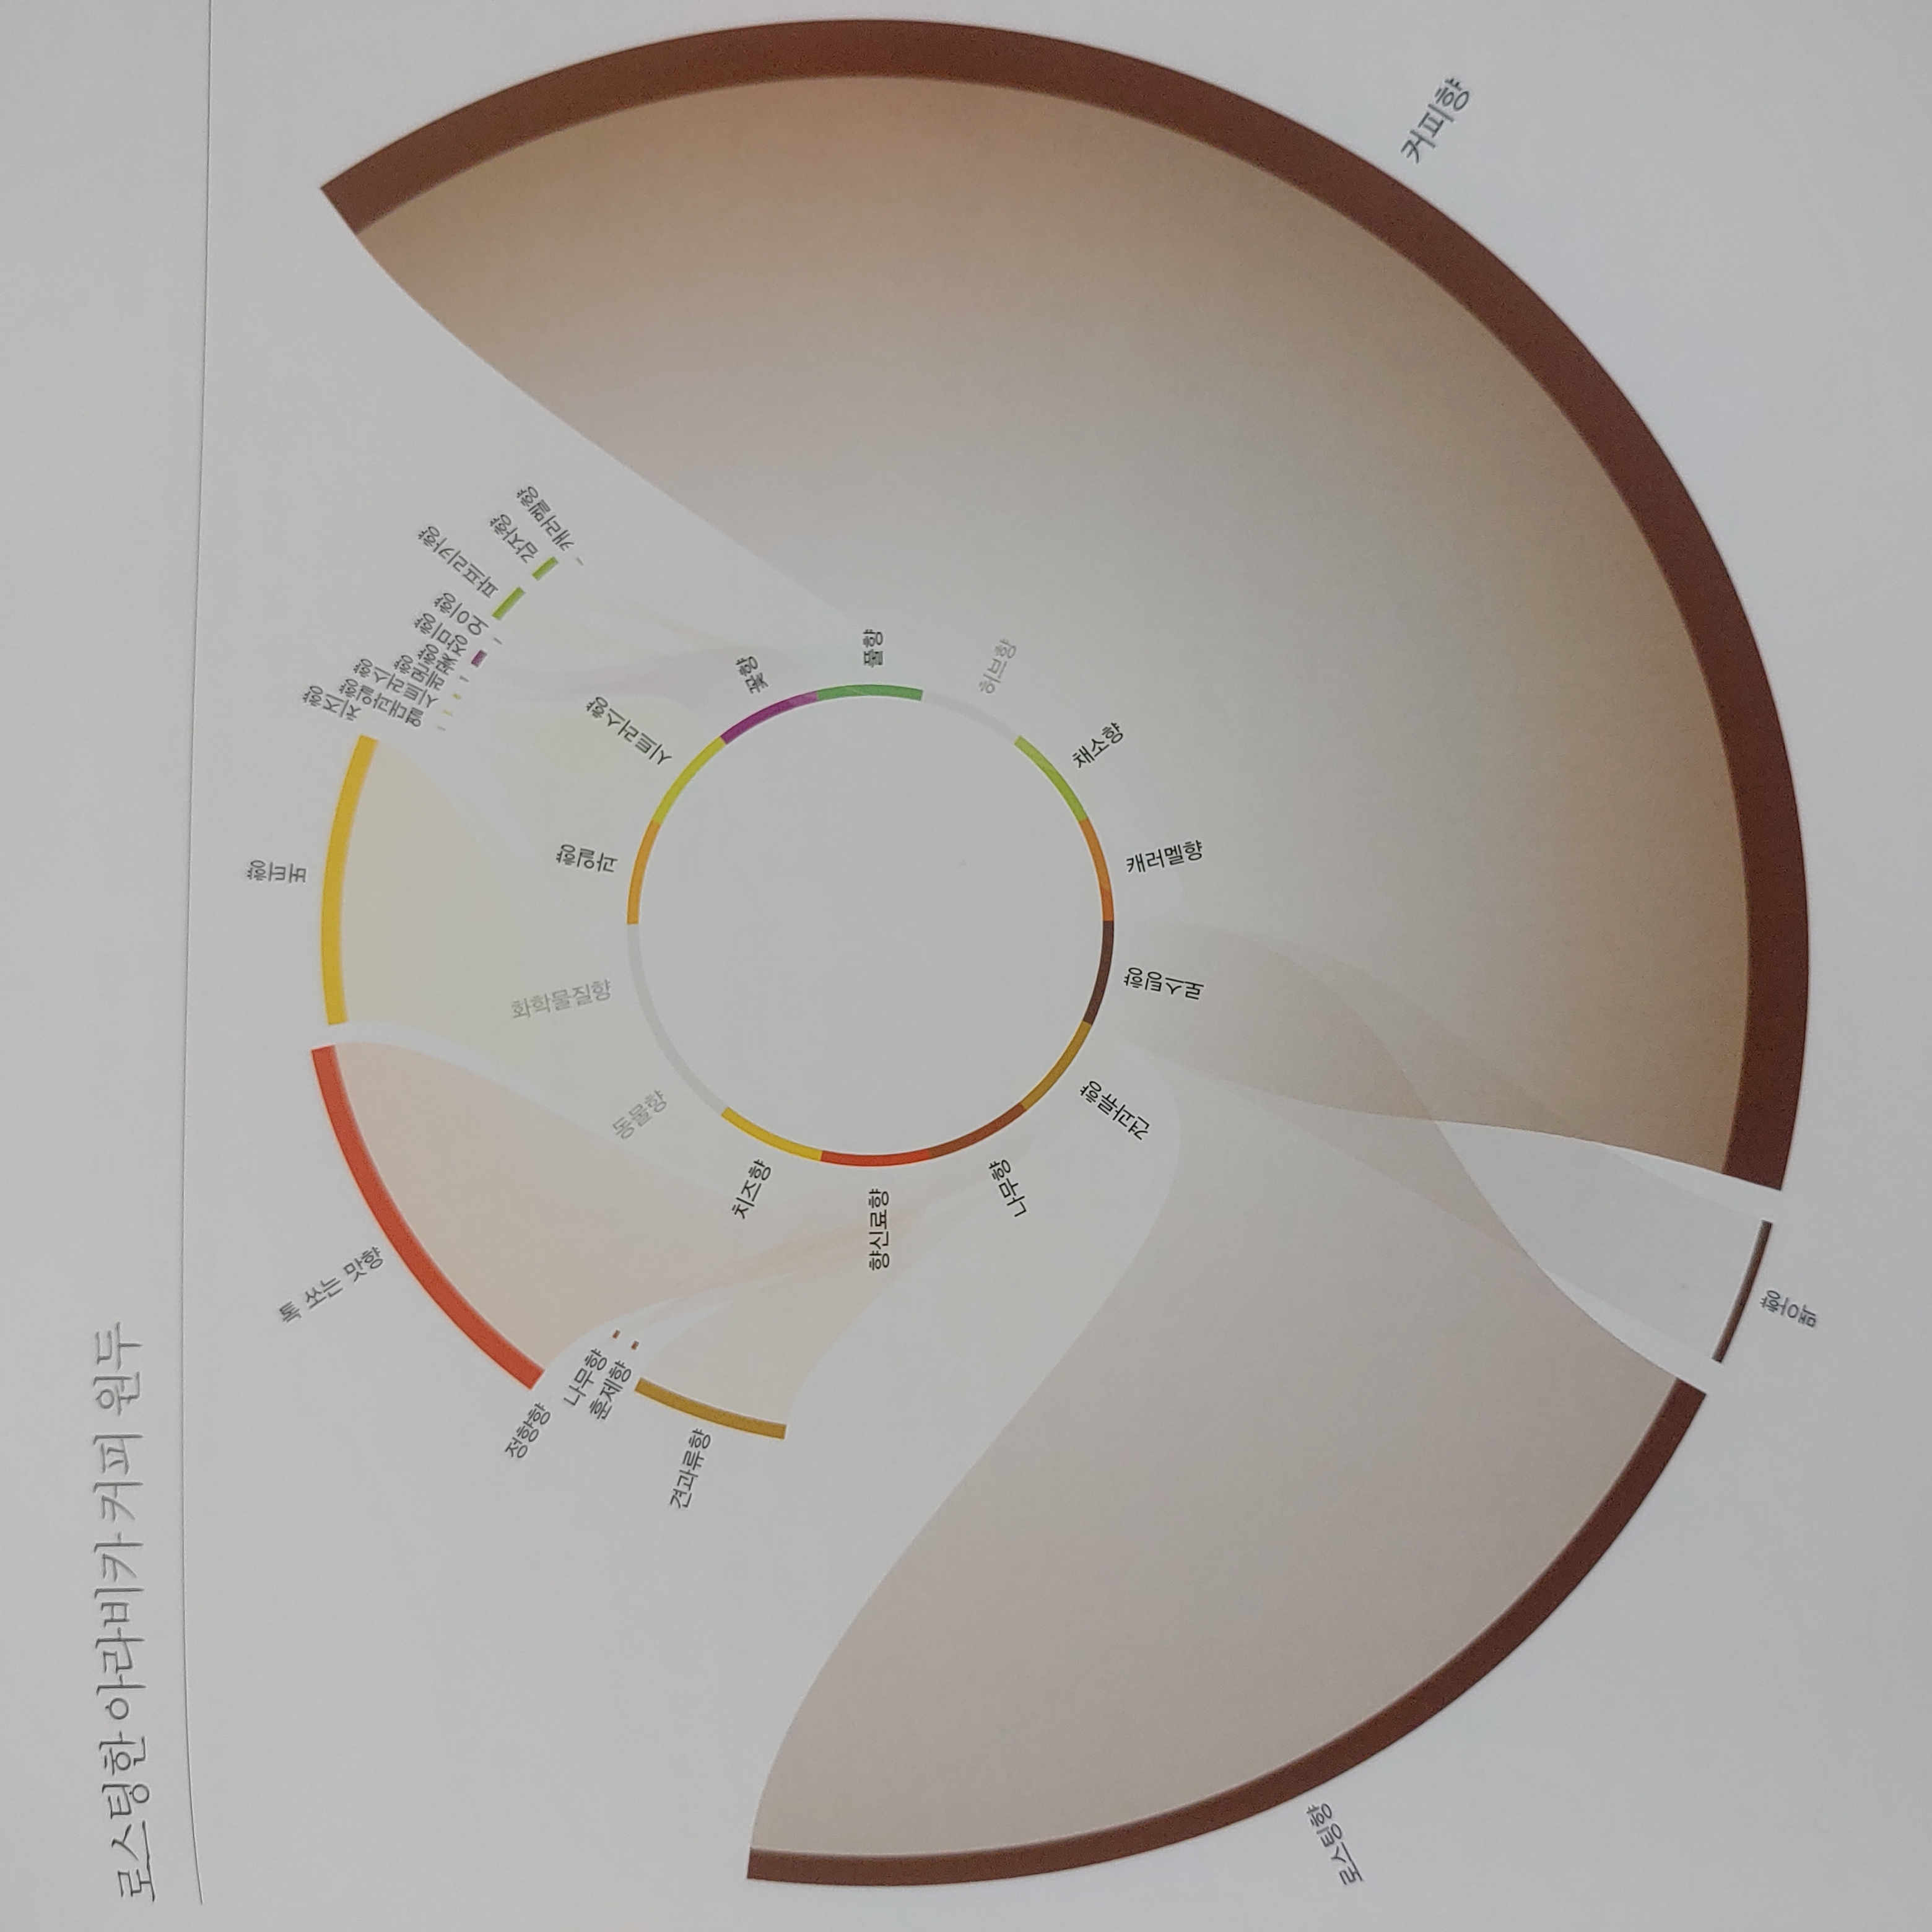 로스팅한 아라비카 커피 원두
버터향
치즈향
열대과일향
시트러스향
레몬향
꽃향
장미향
오이향
파프리카향
감자향
캐러멜향
커피향
맥아향
로스팅향
견과류향
훈제향
나무향
정향향
톡 쏘는 맛향
과일향
시트러스향
꽃향
풀향
허브향
채소향
캐러멜향
로스팅향
견과류향
나무향
향신료향
치즈향
동물향
화학물질향